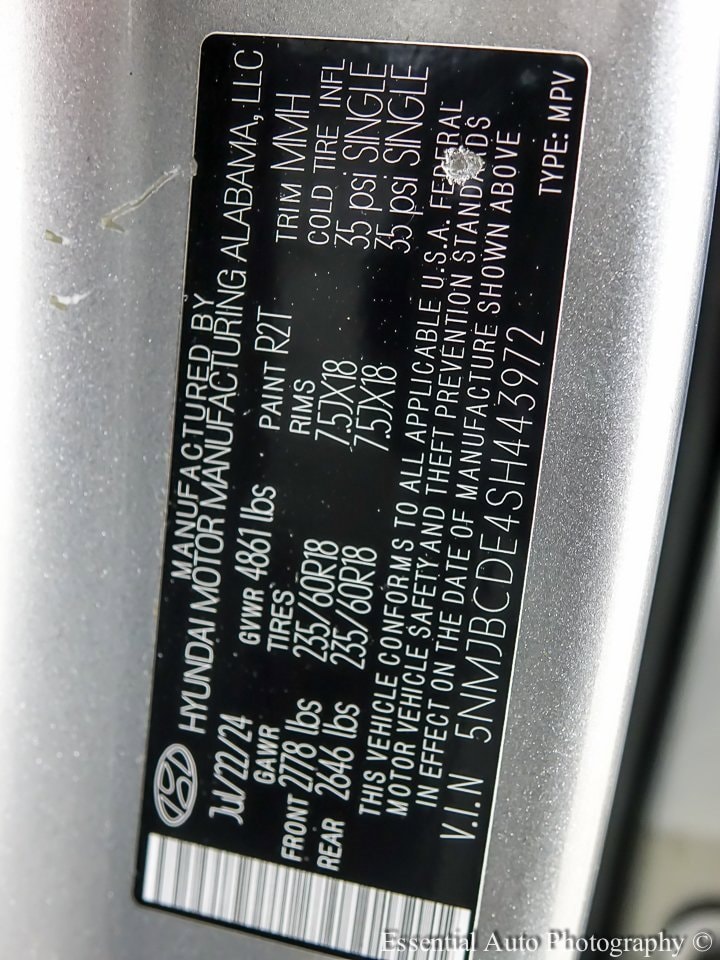 MANUFACTURED BY
HYUNDAI MOTOR MANUFACTURING ALABAMA, LLC
JUl/22/24 GVWR 4861 lbs PAINT R2T TRIM MMH
GAWR TIRES RIMS COLD TIRE INFL
FRONT 2778 lbs 235/60R18 7.5JX18 35 psi SINGLE
REAR 2646 lbs 235/60R18 7.5JX18 35 psi SINGLE
THIS VEHICLE CONFORMS TO ALL APPLICABLE U.S.A. FEDERAL
MOTOR VEHICLE SAFETY AND THEFT PREVENTION STANDARDS
IN EFFECT ON THE DATE OF MANUFACTURE SHOWN ABOVE
V.I.N 5NMJBCDE4SH443972 TYPE: MPV
Essential Auto Photography ©